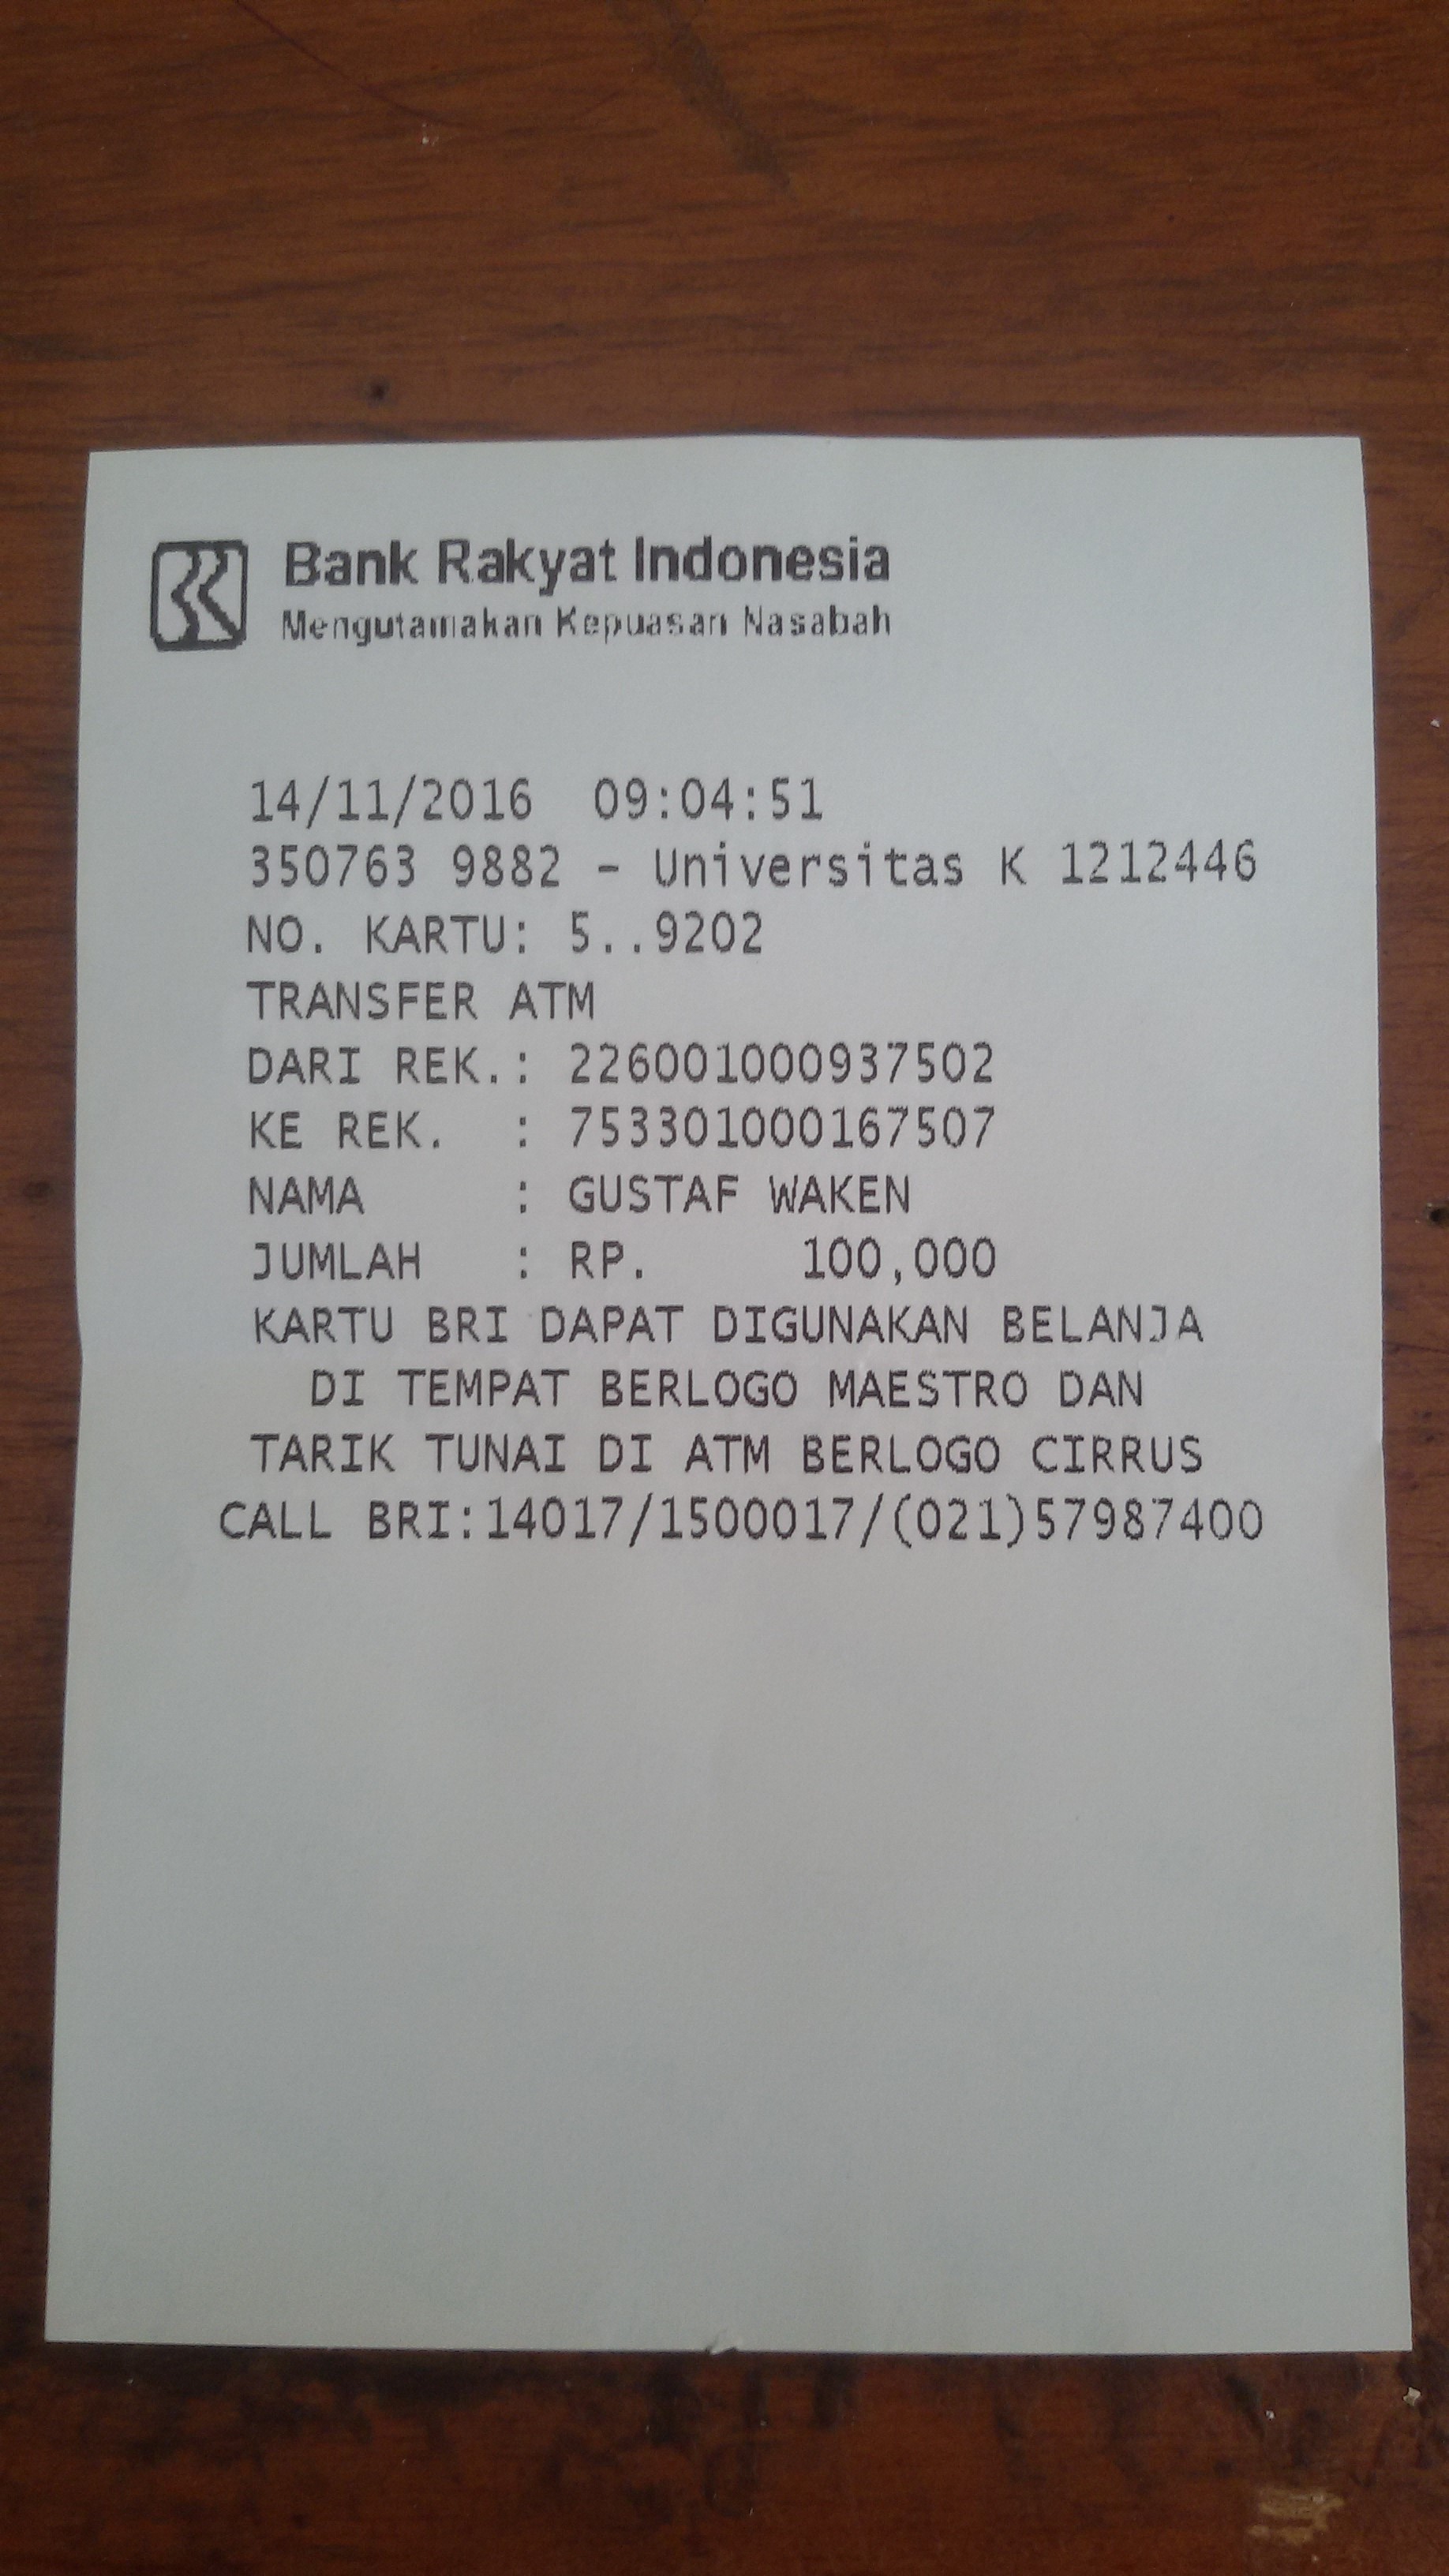 Bank Rakyat Indonesia
Mengutamakan Kepuasan Nasabah
14/11/2016 09:04:51
350763 9882 - Universitas K 1212446
NO. KARTU: 5..9202
TRANSFER ATM
DARI REK.: 226001000937502
KE REK. : 753301000167507
NAMA : GUSTAF WAKEN
JUMLAH : RP. 100,000
KARTU BRI DAPAT DIGUNAKAN BELANJA
DI TEMPAT BERLOGO MAESTRO DAN
TARIK TUNAI DI ATM BERLOGO CIRRUS
CALL BRI:14017/1500017/(021)57987400